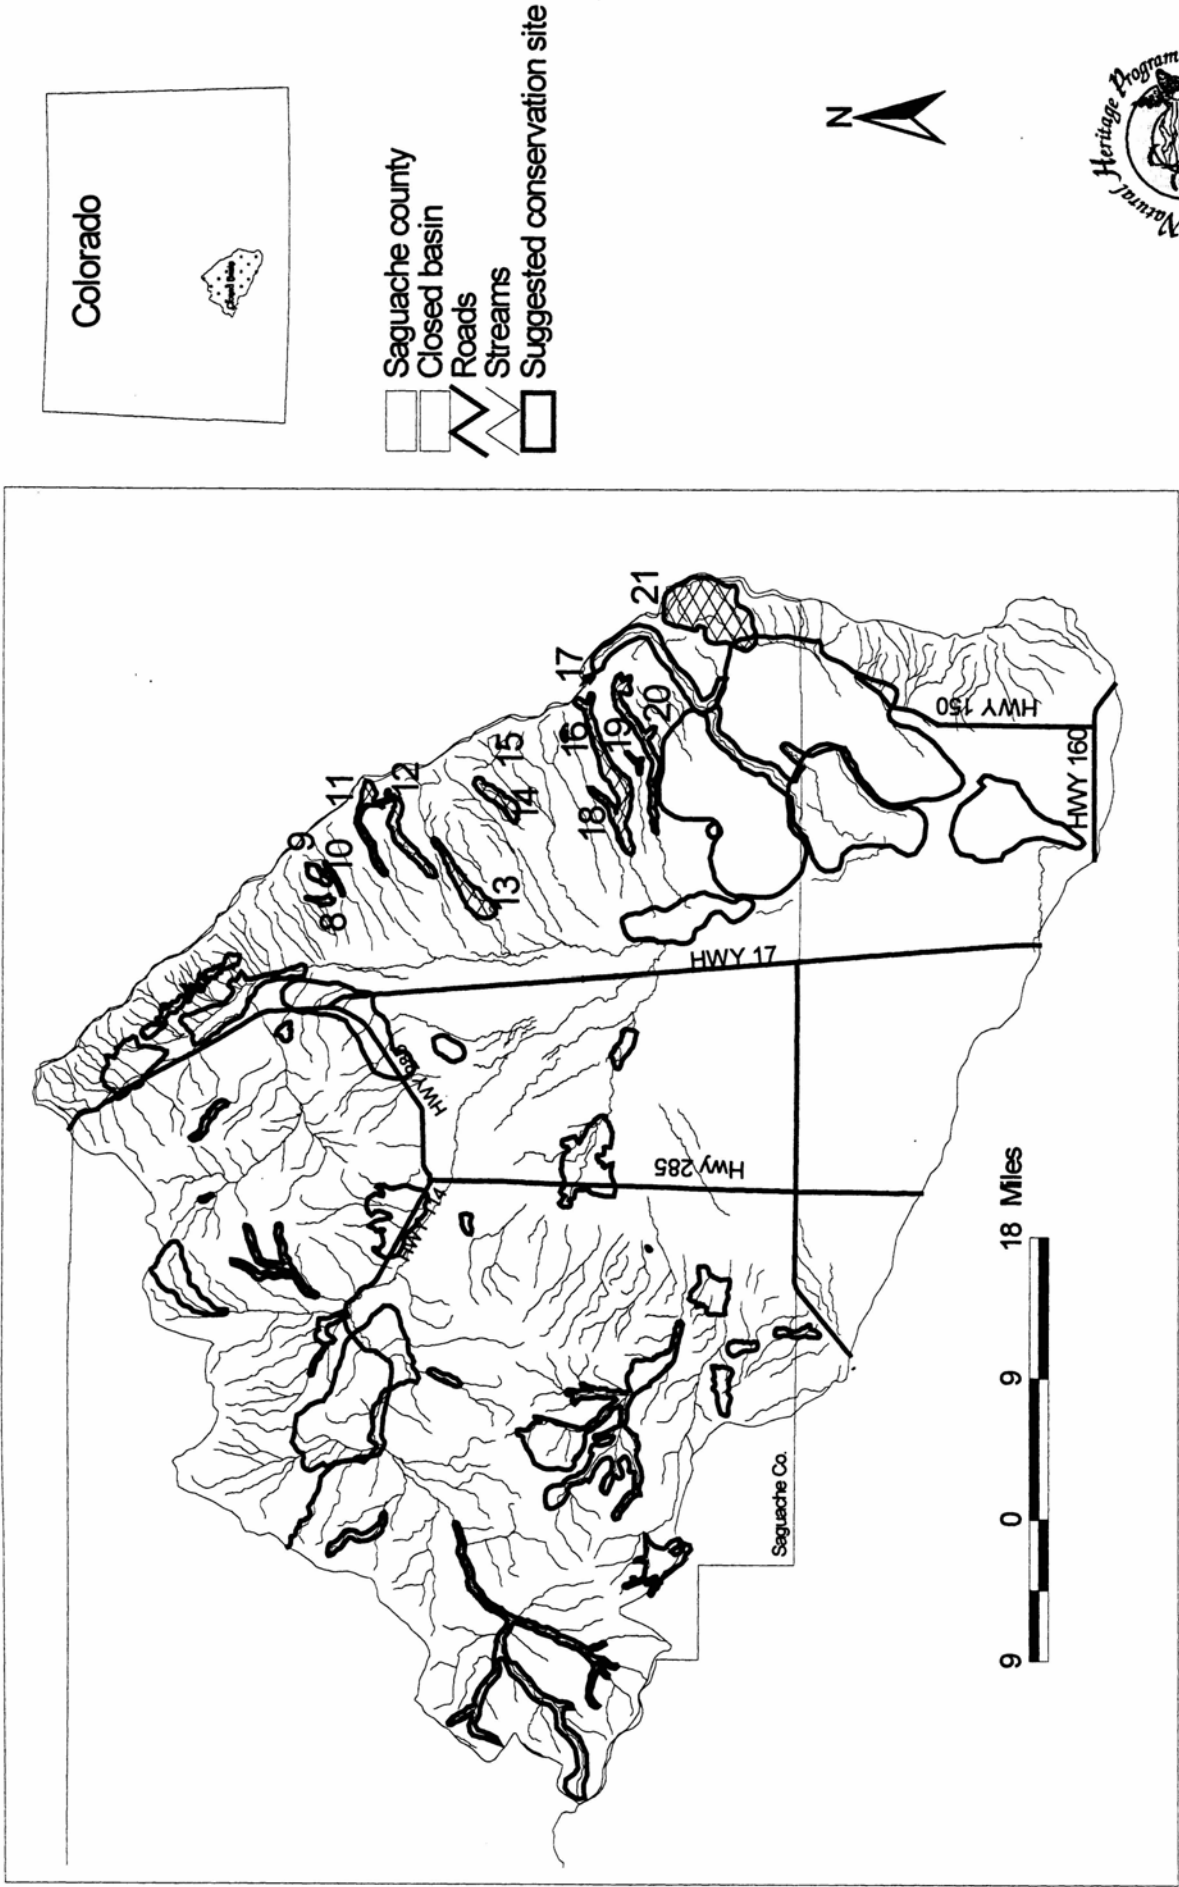 Colorado
Saguache county
Closed basin
Roads
Streams
Suggested conservation site
N
Natural Heritage Program
8
9
10
11
12
13
14
15
16
17
18
19
20
21
HWY 285
HWY 114
HWY 17
Hwy 285
HWY 150
HWY 160
Saguache Co.
9 0 9 18 Miles